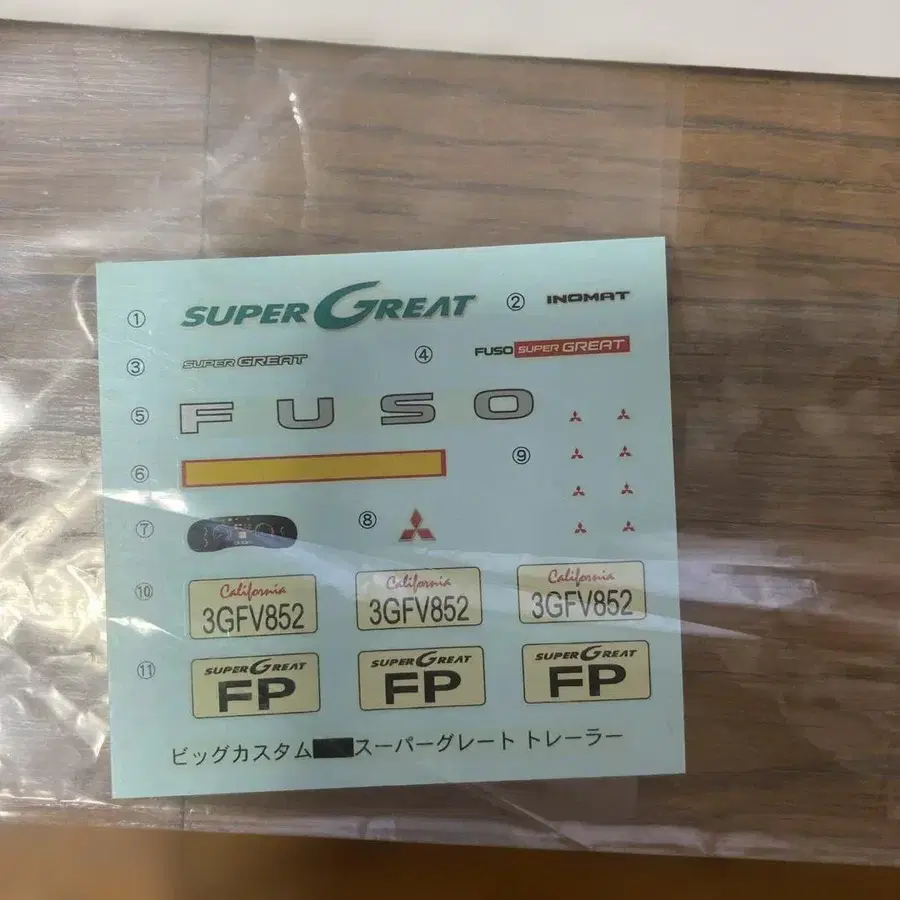 ① SUPER GREAT ② INOMAT
③ SUPER GREAT ④ FUSO SUPER GREAT
⑤ FUSO
⑥ ⑨
⑦ ⑧
⑩ California California California
3GFV852 3GFV852 3GFV852
⑪ SUPER GREAT SUPER GREAT SUPER GREAT
FP FP FP
ビッグカスタム スーパーグレート トレーラー